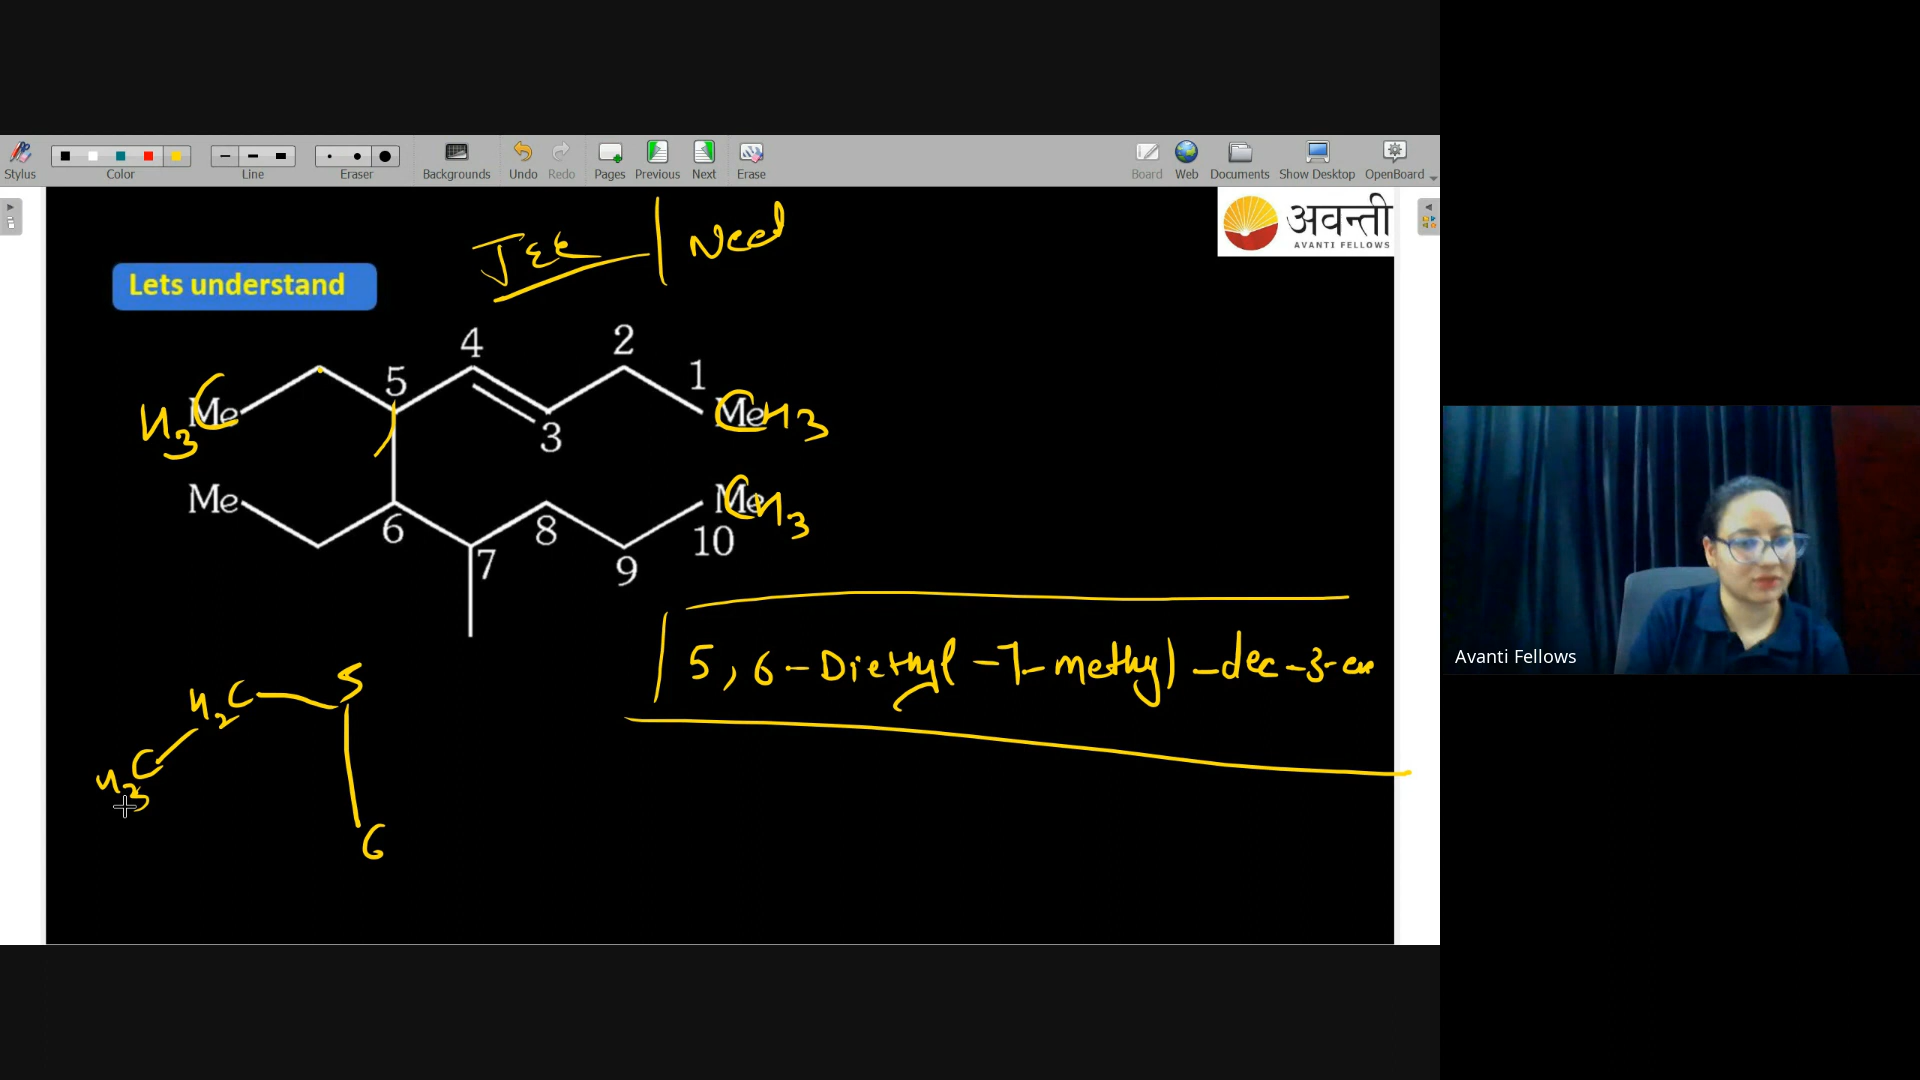 Stylus
Color
Line
Eraser
Backgrounds
Undo
Redo
Pages
Previous
Next
Erase
Board
Web
Documents
Show Desktop
OpenBoard
Jee | Need
अवन्ती
AVANTI FELLOWS
Lets understand
4
2
5
1
H3C
Me
3
Me
CH3
Me
Me
CH3
6
8
10
7
9
5, 6-Diethyl-7-methyl-dec-3-en
5
H2C
H3C
6
Avanti Fellows